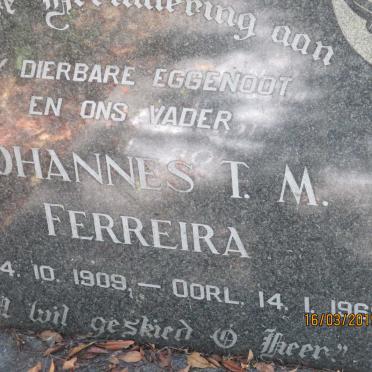 Herinnering aan
DIERBARE EGGENOOT
EN ONS VADER
OHANNES T. M.
FERREIRA
4. 10. 1909. — OORL. 14. 1. 196
wil geskied O Heer."
16/03/201